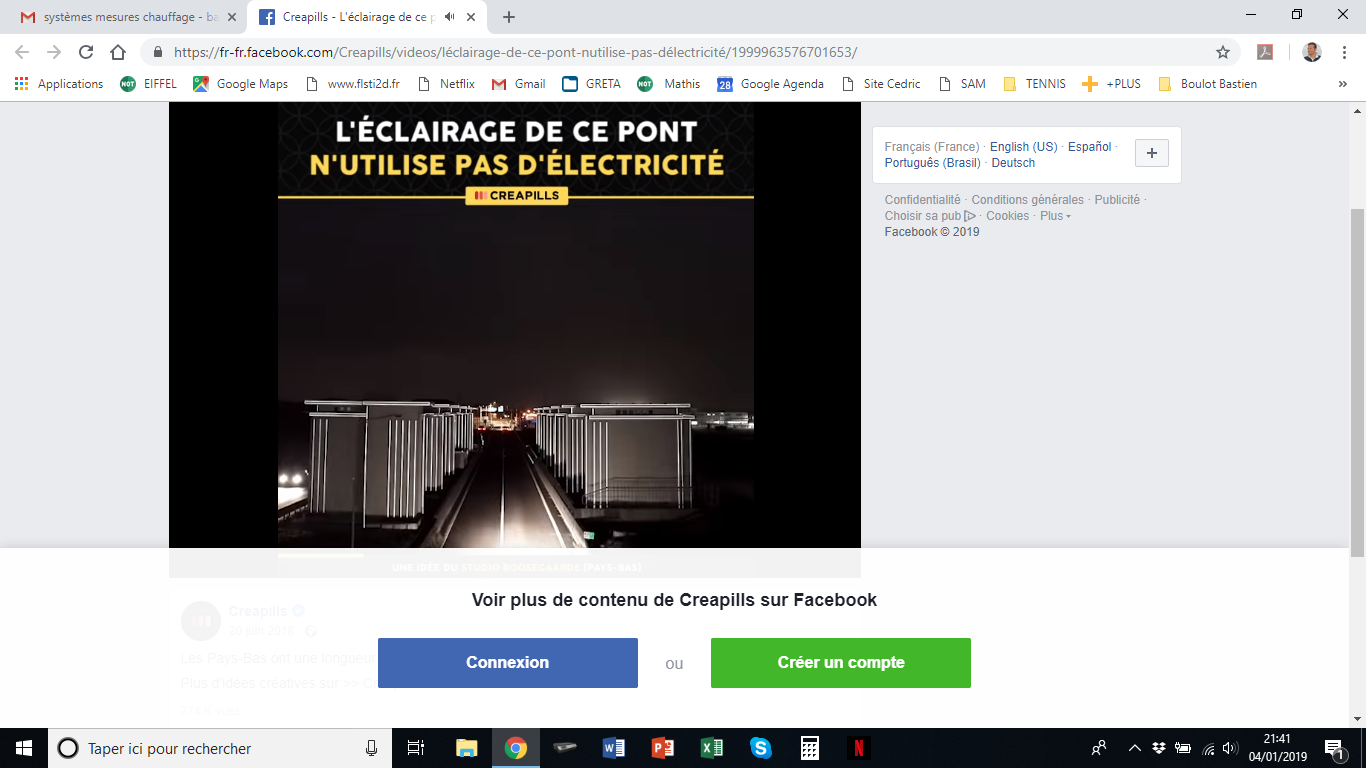 systèmes mesures chauffage - ba
Creapills - L'éclairage de ce p
https://fr-fr.facebook.com/Creapills/videos/léclairage-de-ce-pont-nutilise-pas-délectricité/1999963576701653/
Applications NOT EIFFEL Google Maps www.flsti2d.fr Netflix Gmail GRETA NOT Mathis 28 Google Agenda Site Cedric SAM TENNIS +PLUS Boulot Bastien »
L'ÉCLAIRAGE DE CE PONT
N'UTILISE PAS D'ÉLECTRICITÉ
CREAPILLS
Français (France) · English (US) · Español ·
Português (Brasil) · Deutsch
Confidentialité · Conditions générales · Publicité ·
Choisir sa pub · Cookies · Plus
Facebook © 2019
UNE IDÉE DU STUDIO ROOSEGAARDE (PAYS-BAS)
Voir plus de contenu de Creapills sur Facebook
Creapills
Les Pays-Bas ont une longueur
Connexion ou Créer un compte
Plus d'idées créatives sur >>
Taper ici pour rechercher
21:41
04/01/2019
1